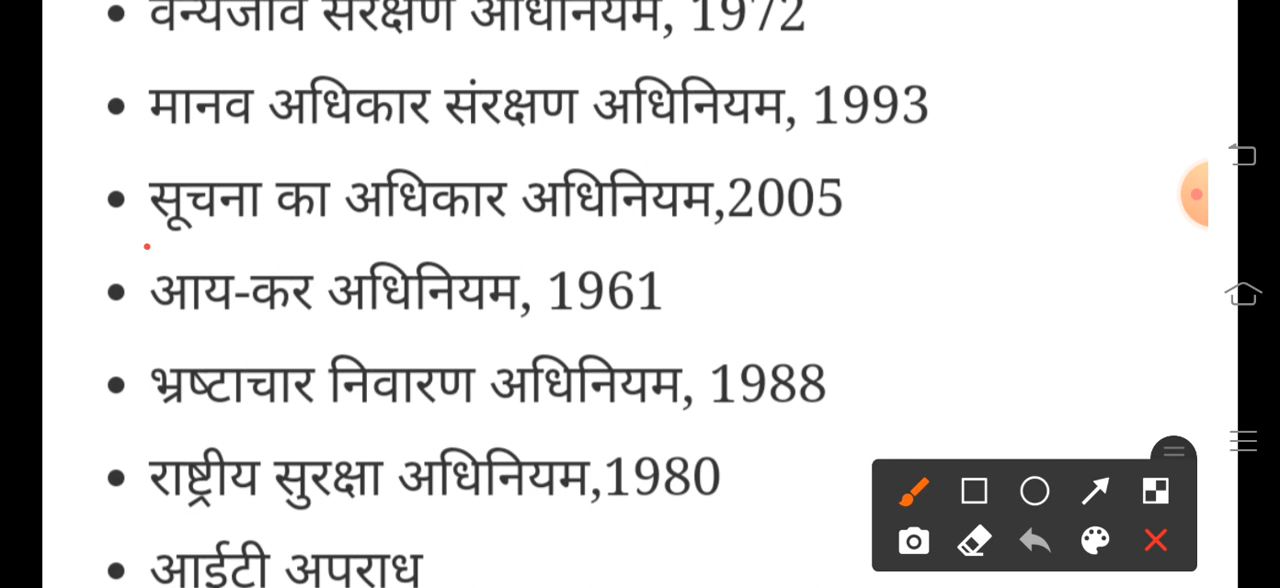 • वन्यजीव संरक्षण अधिनियम, 1972
• मानव अधिकार संरक्षण अधिनियम, 1993
• सूचना का अधिकार अधिनियम,2005
• आय-कर अधिनियम, 1961
• भ्रष्टाचार निवारण अधिनियम, 1988
• राष्ट्रीय सुरक्षा अधिनियम,1980
• आईटी अपराध